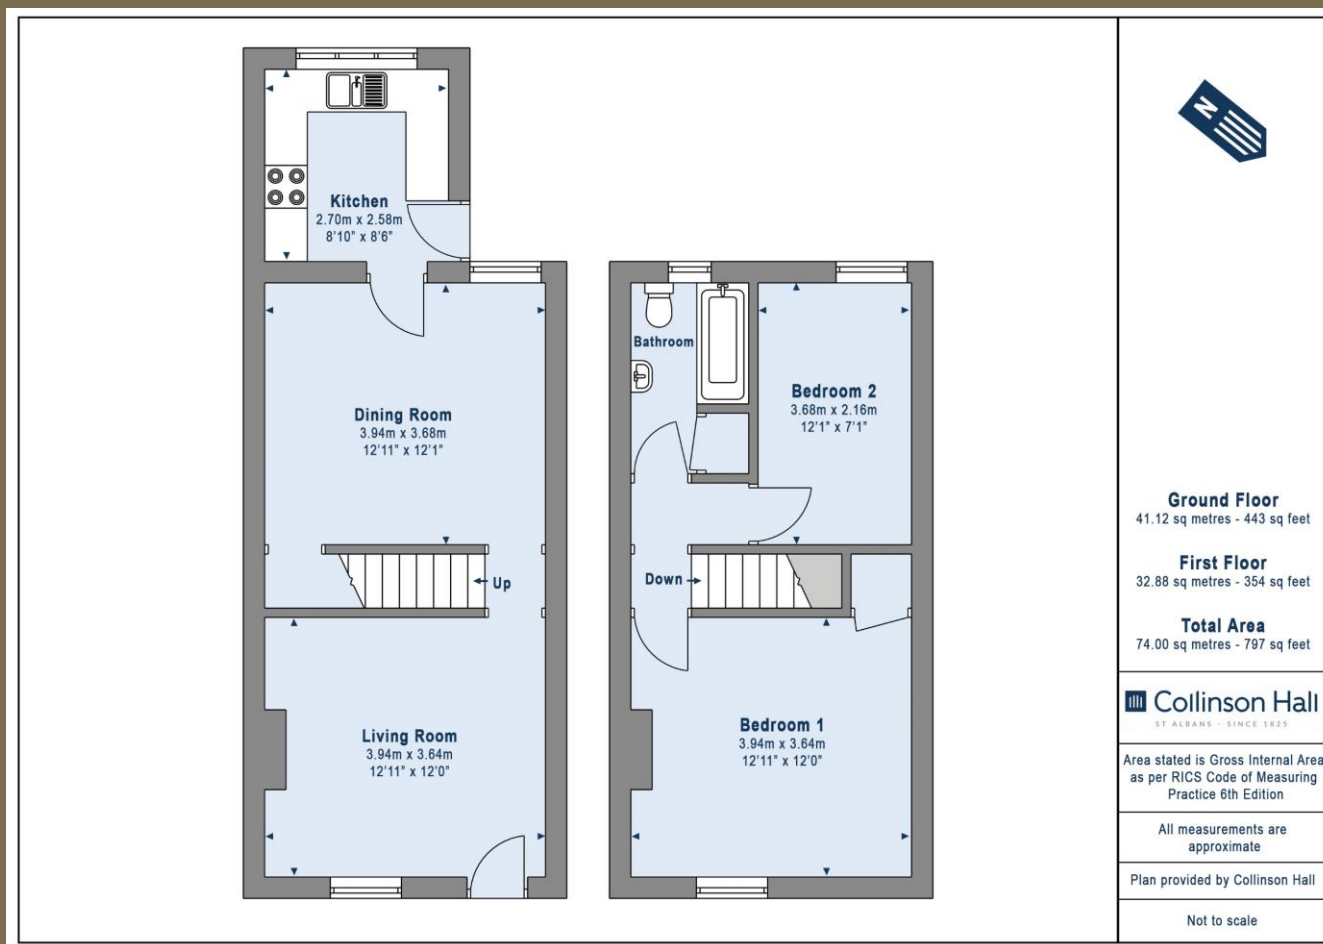 Kitchen
2.70m x 2.58m
8'10" x 8'6"
Dining Room
3.94m x 3.68m
12'11" x 12'1"
Up
Living Room
3.94m x 3.64m
12'11" x 12'0"
Bathroom
Bedroom 2
3.68m x 2.16m
12'1" x 7'1"
Down
Bedroom 1
3.94m x 3.64m
12'11" x 12'0"
N
Ground Floor
41.12 sq metres - 443 sq feet
First Floor
32.88 sq metres - 354 sq feet
Total Area
74.00 sq metres - 797 sq feet
Collinson Hall
ST ALBANS - SINCE 1825
Area stated is Gross Internal Area
as per RICS Code of Measuring
Practice 6th Edition
All measurements are
approximate
Plan provided by Collinson Hall
Not to scale